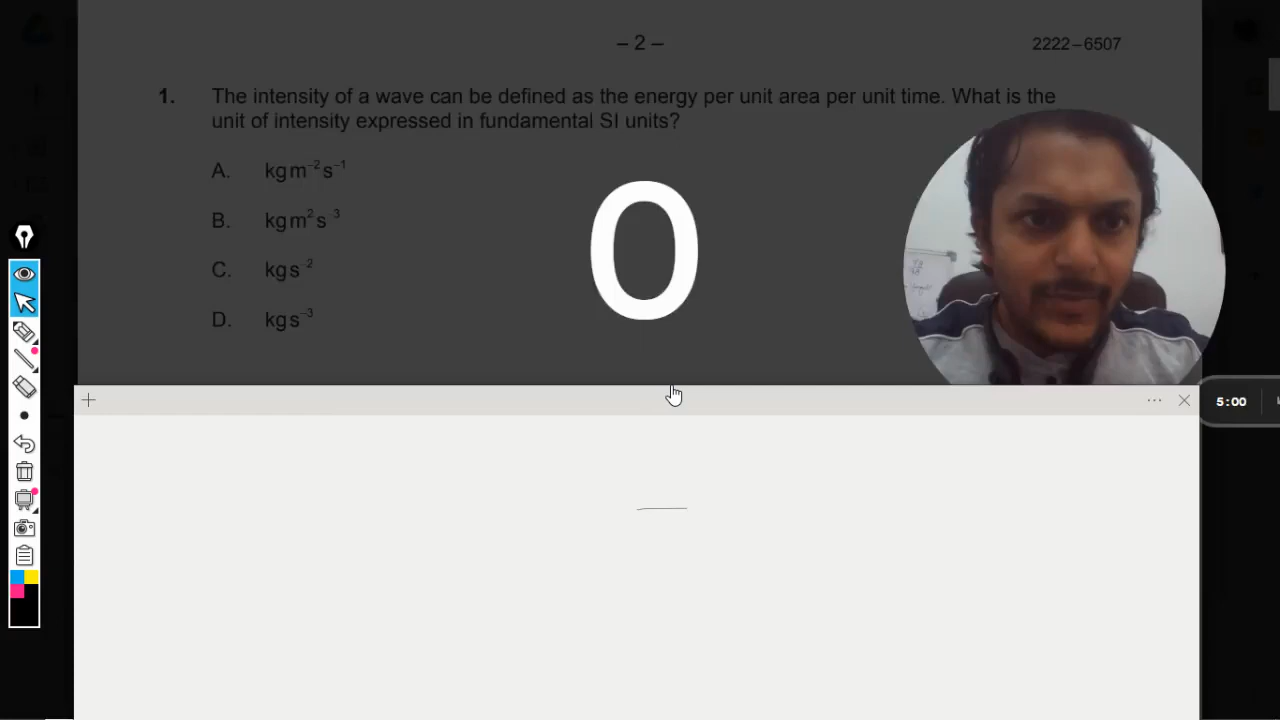 – 2 –
2222 – 6507
1. The intensity of a wave can be defined as the energy per unit area per unit time. What is the
unit of intensity expressed in fundamental SI units?
A. kg m⁻² s⁻¹
B. kg m² s ³
C. kg s⁻²
D. kg s⁻³
0
5:00